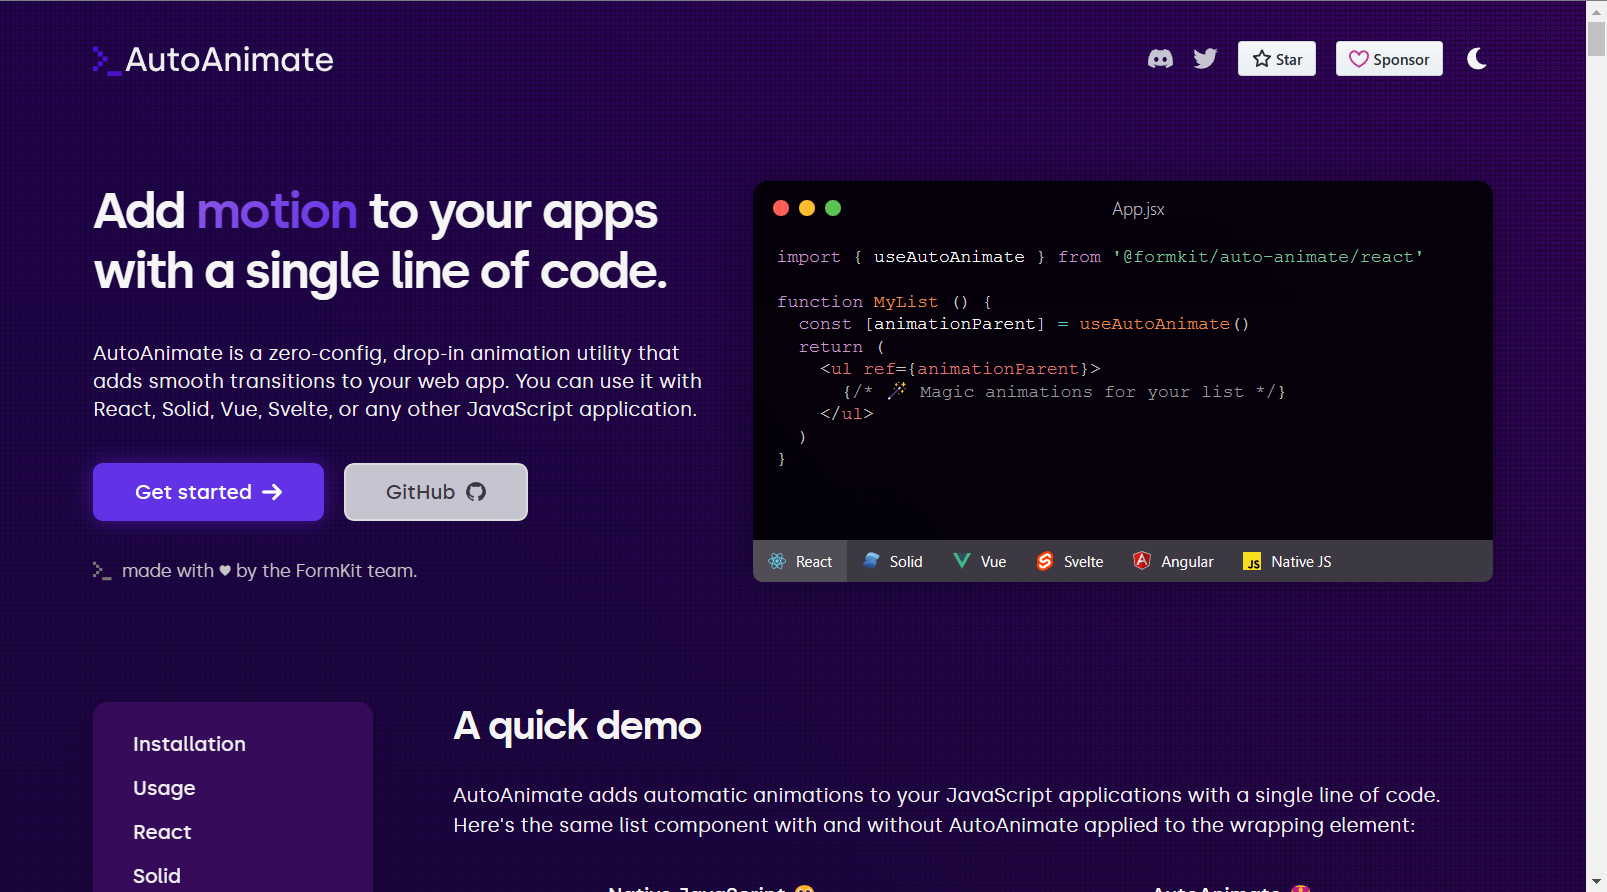 AutoAnimate
Star
Sponsor
Add motion to your apps
with a single line of code.
AutoAnimate is a zero-config, drop-in animation utility that
adds smooth transitions to your web app. You can use it with
React, Solid, Vue, Svelte, or any other JavaScript application.
Get started →
GitHub
made with ♥ by the FormKit team.
App.jsx
import { useAutoAnimate } from '@formkit/auto-animate/react'
function MyList () {
const [animationParent] = useAutoAnimate()
return (
<ul ref={animationParent}>
{/* 🪄 Magic animations for your list */}
</ul>
)
}
React
Solid
Vue
Svelte
Angular
JS
Native JS
Installation
Usage
React
Solid
A quick demo
AutoAnimate adds automatic animations to your JavaScript applications with a single line of code.
Here's the same list component with and without AutoAnimate applied to the wrapping element:
Native JavaScript
AutoAnimate